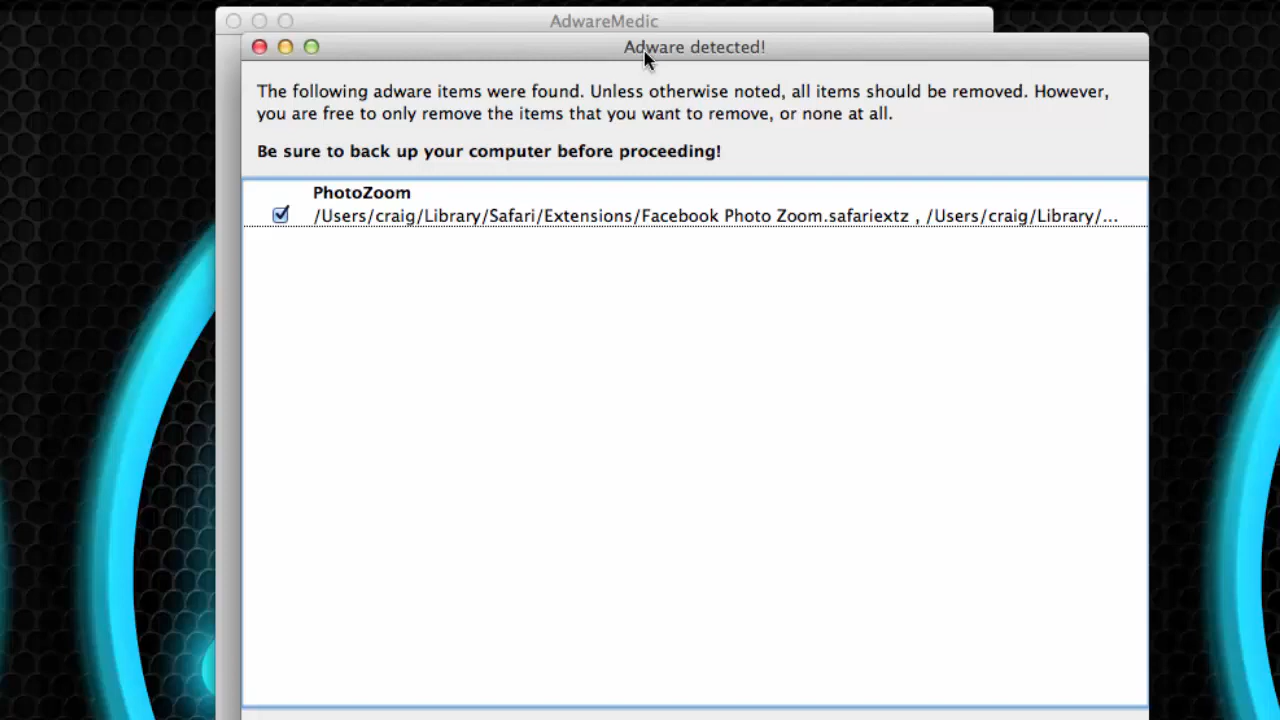 AdwareMedic
Adware detected!
The following adware items were found. Unless otherwise noted, all items should be removed. However,
you are free to only remove the items that you want to remove, or none at all.
Be sure to back up your computer before proceeding!
PhotoZoom
/Users/craig/Library/Safari/Extensions/Facebook Photo Zoom.safariextz , /Users/craig/Library/...